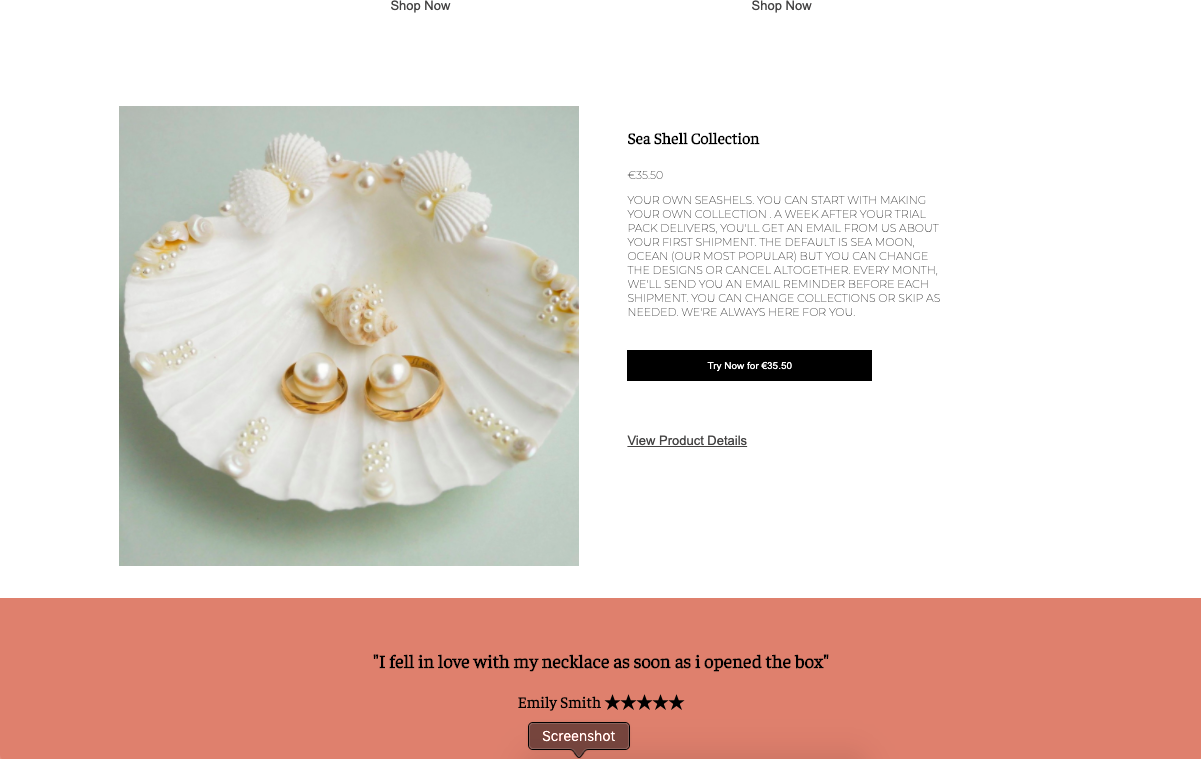 Shop Now
Shop Now
Sea Shell Collection
€35.50
YOUR OWN SEASHELS. YOU CAN START WITH MAKING
YOUR OWN COLLECTION . A WEEK AFTER YOUR TRIAL
PACK DELIVERS, YOU'LL GET AN EMAIL FROM US ABOUT
YOUR FIRST SHIPMENT. THE DEFAULT IS SEA MOON,
OCEAN (OUR MOST POPULAR) BUT YOU CAN CHANGE
THE DESIGNS OR CANCEL ALTOGETHER. EVERY MONTH,
WE'LL SEND YOU AN EMAIL REMINDER BEFORE EACH
SHIPMENT. YOU CAN CHANGE COLLECTIONS OR SKIP AS
NEEDED. WE'RE ALWAYS HERE FOR YOU.
Try Now for €35.50
View Product Details
"I fell in love with my necklace as soon as i opened the box"
Emily Smith ★★★★★
Screenshot